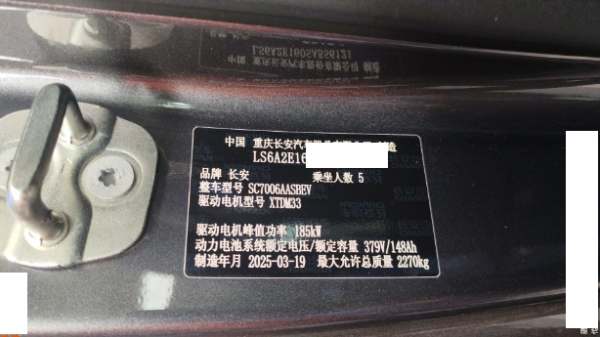 中国 重庆长安汽车
LS6A2E16
品牌 长安 乘坐人数 5
整车型号 SC7006AASBEV
驱动电机型号 XTDM33
驱动电机峰值功率 185kW
动力电池系统额定电压/额定容量 379V/148Ah
制造年月 2025-03-19 最大允许总质量 2270kg